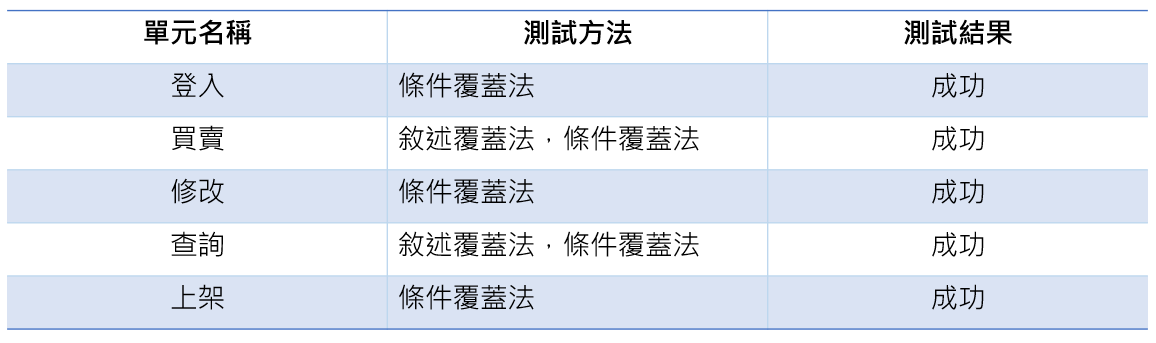 單元名稱 測試方法 測試結果
登入 條件覆蓋法 成功
買賣 敘述覆蓋法，條件覆蓋法 成功
修改 條件覆蓋法 成功
查詢 敘述覆蓋法，條件覆蓋法 成功
上架 條件覆蓋法 成功